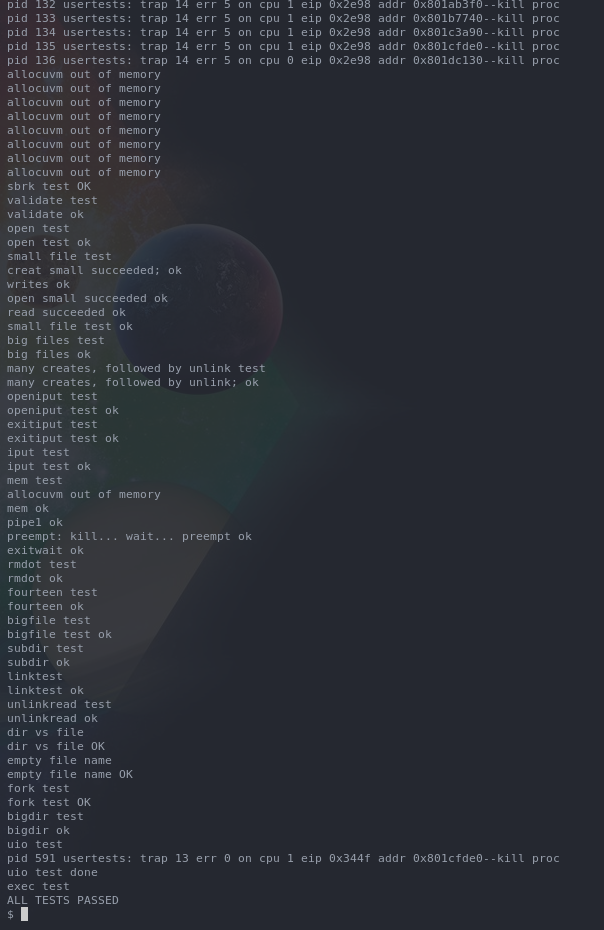 pid 132 usertests: trap 14 err 5 on cpu 1 eip 0x2e98 addr 0x801ab3f0--kill proc
pid 133 usertests: trap 14 err 5 on cpu 1 eip 0x2e98 addr 0x801b7740--kill proc
pid 134 usertests: trap 14 err 5 on cpu 1 eip 0x2e98 addr 0x801c3a90--kill proc
pid 135 usertests: trap 14 err 5 on cpu 1 eip 0x2e98 addr 0x801cfde0--kill proc
pid 136 usertests: trap 14 err 5 on cpu 0 eip 0x2e98 addr 0x801dc130--kill proc
allocuvm out of memory
allocuvm out of memory
allocuvm out of memory
allocuvm out of memory
allocuvm out of memory
allocuvm out of memory
allocuvm out of memory
allocuvm out of memory
sbrk test OK
validate test
validate ok
open test
open test ok
small file test
creat small succeeded; ok
writes ok
open small succeeded ok
read succeeded ok
small file test ok
big files test
big files ok
many creates, followed by unlink test
many creates, followed by unlink; ok
openiput test
openiput test ok
exitiput test
exitiput test ok
iput test
iput test ok
mem test
allocuvm out of memory
mem ok
pipe1 ok
preempt: kill... wait... preempt ok
exitwait ok
rmdot test
rmdot ok
fourteen test
fourteen ok
bigfile test
bigfile test ok
subdir test
subdir ok
linktest
linktest ok
unlinkread test
unlinkread ok
dir vs file
dir vs file OK
empty file name
empty file name OK
fork test
fork test OK
bigdir test
bigdir ok
uio test
pid 591 usertests: trap 13 err 0 on cpu 1 eip 0x344f addr 0x801cfde0--kill proc
uio test done
exec test
ALL TESTS PASSED
$